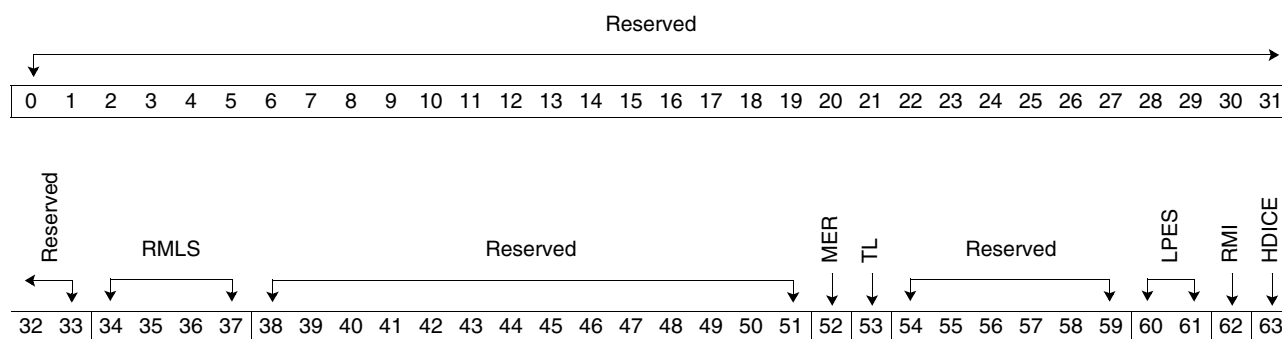 Reserved
0 1 2 3 4 5 6 7 8 9 10 11 12 13 14 15 16 17 18 19 20 21 22 23 24 25 26 27 28 29 30 31
Reserved RMLS Reserved MER TL Reserved LPES RMI HDICE
32 33 34 35 36 37 38 39 40 41 42 43 44 45 46 47 48 49 50 51 52 53 54 55 56 57 58 59 60 61 62 63